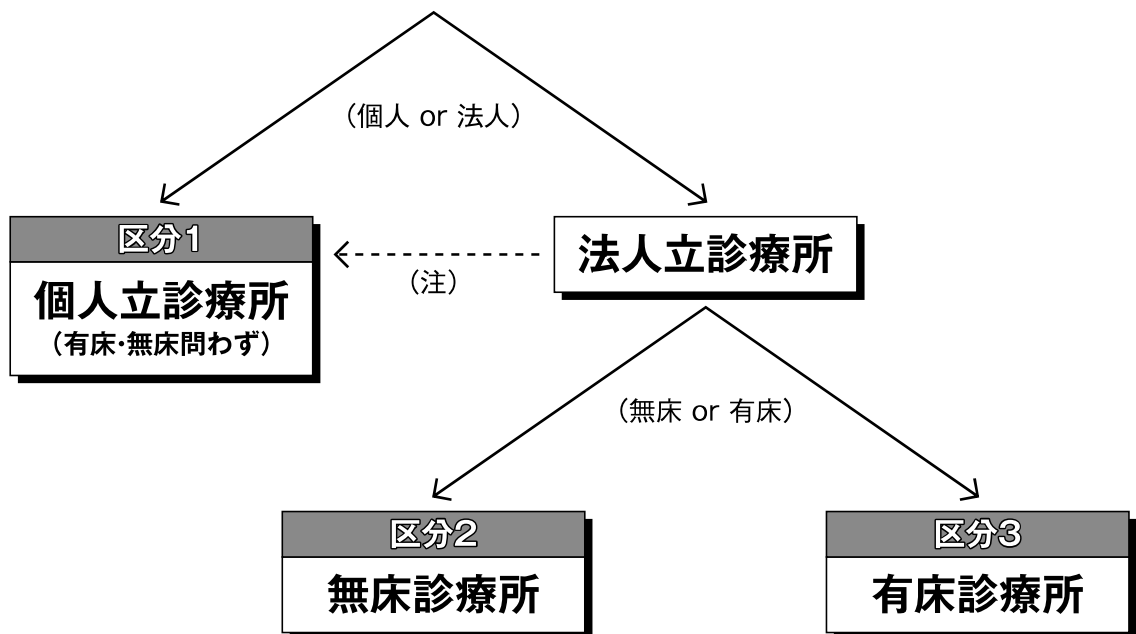 （個人 or 法人）
区分1
個人立診療所
（有床・無床問わず）
（注）
法人立診療所
（無床 or 有床）
区分2
無床診療所
区分3
有床診療所